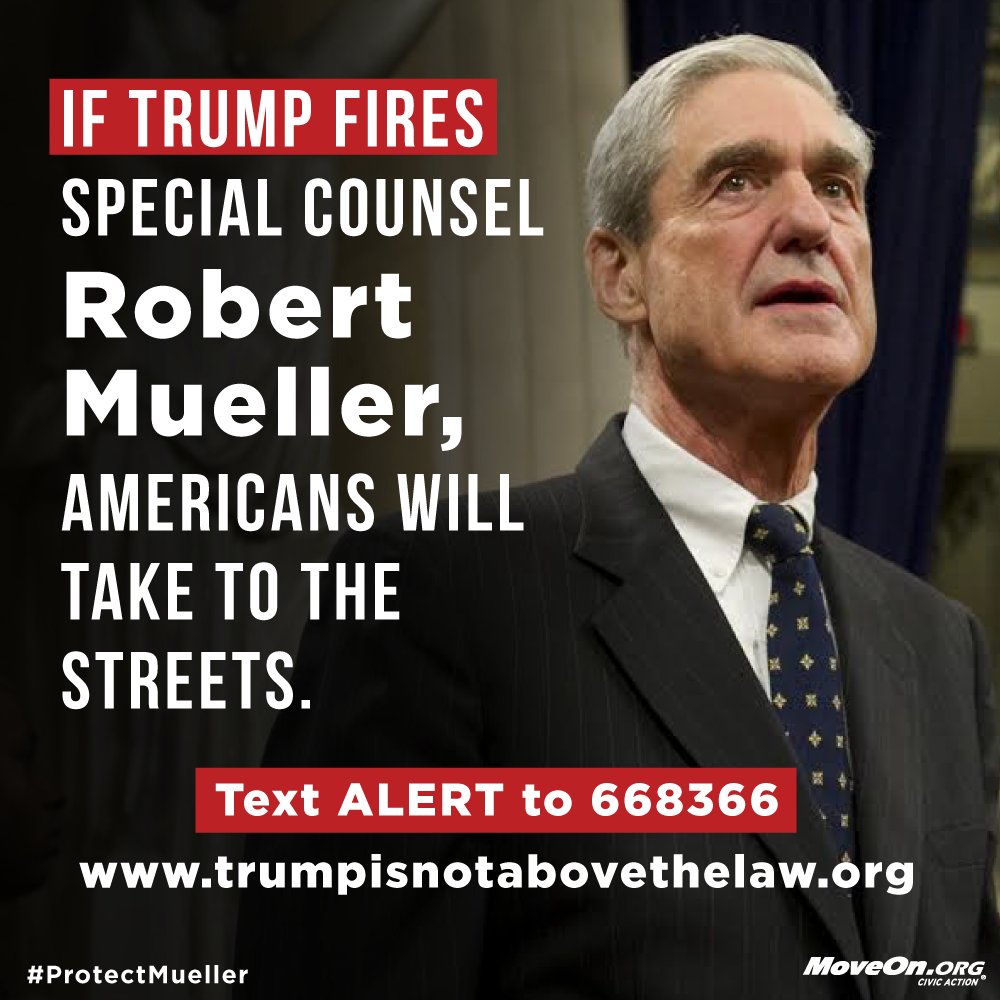 IF TRUMP FIRES
SPECIAL COUNSEL
Robert
Mueller,
AMERICANS WILL
TAKE TO THE
STREETS.
Text ALERT to 668366
www.trumpisnotabovethelaw.org
#ProtectMueller
MoveOn.ORG®
CIVIC ACTION